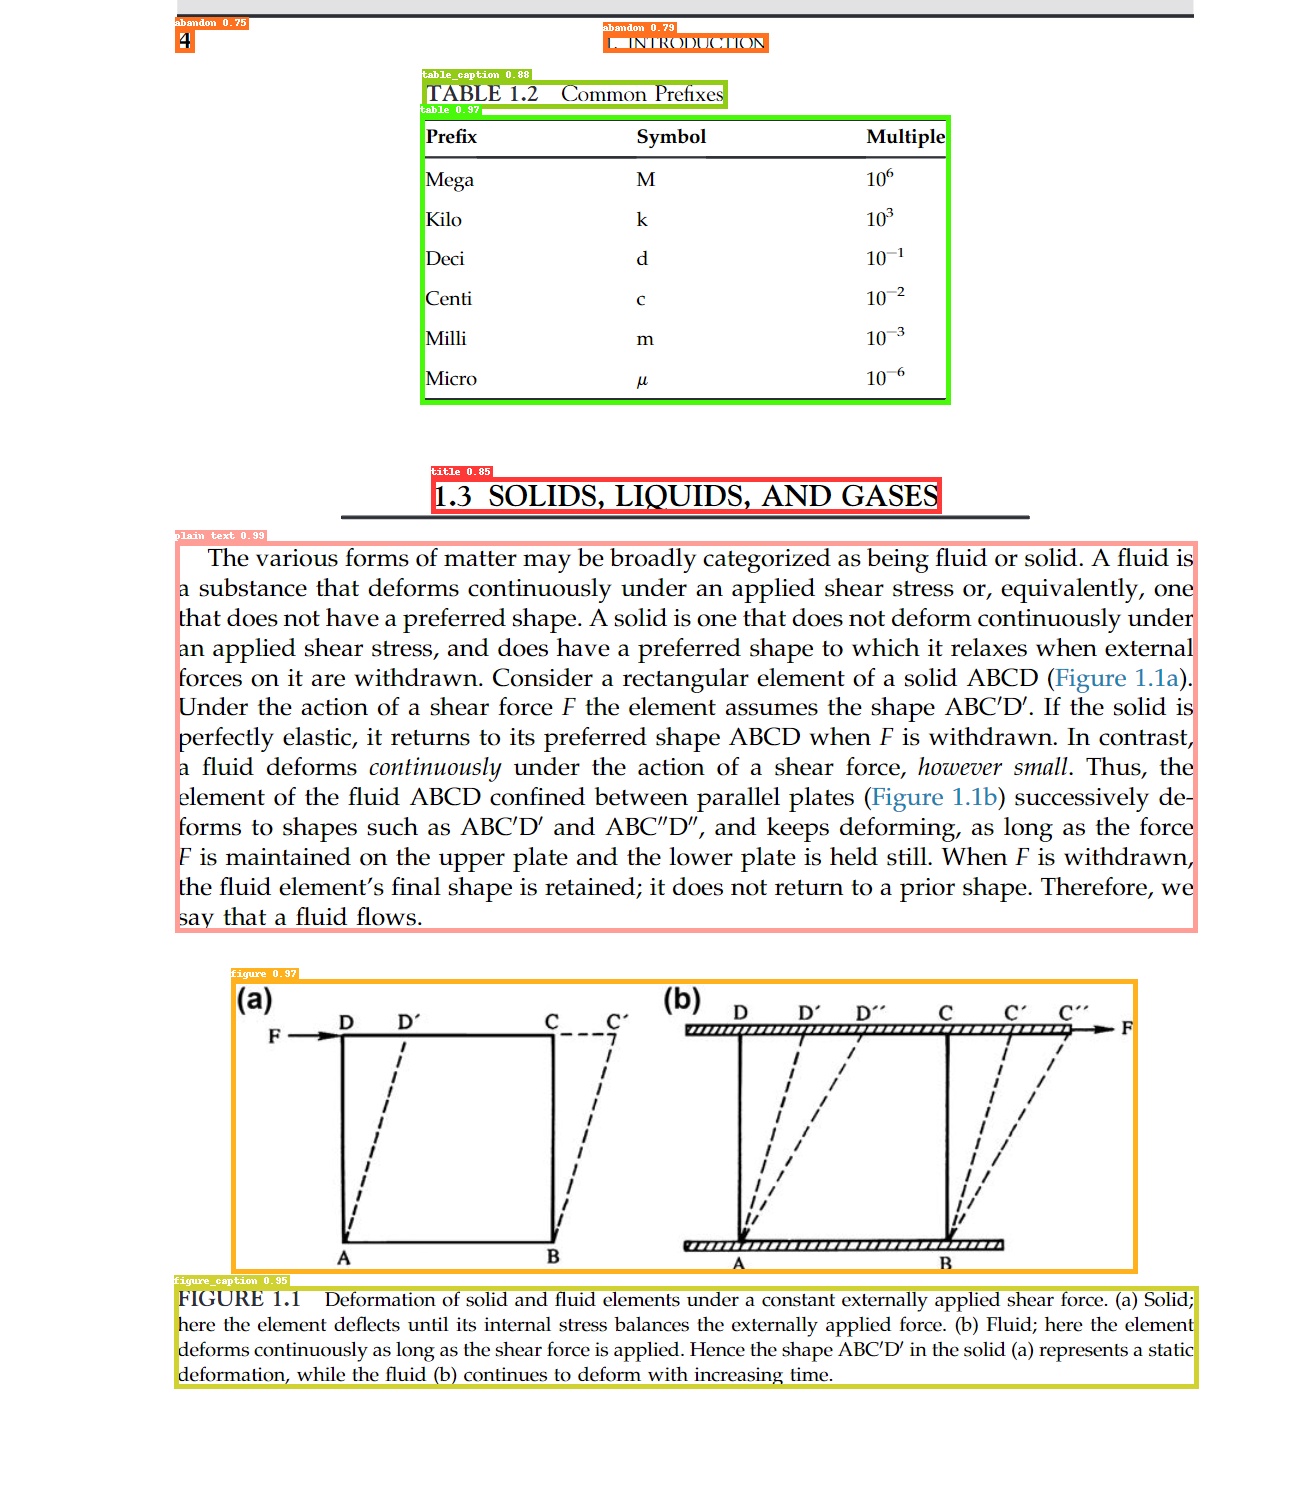 abandon 0.75
4
abandon 0.79
1. INTRODUCTION
table_caption 0.88
TABLE 1.2 Common Prefixes
table 0.97
Prefix Symbol Multiple
Mega M 10⁶
Kilo k 10³
Deci d 10⁻¹
Centi c 10⁻²
Milli m 10⁻³
Micro μ 10⁻⁶
title 0.85
1.3 SOLIDS, LIQUIDS, AND GASES
plain text 0.99
The various forms of matter may be broadly categorized as being fluid or solid. A fluid is
a substance that deforms continuously under an applied shear stress or, equivalently, one
that does not have a preferred shape. A solid is one that does not deform continuously under
an applied shear stress, and does have a preferred shape to which it relaxes when external
forces on it are withdrawn. Consider a rectangular element of a solid ABCD (Figure 1.1a).
Under the action of a shear force F the element assumes the shape ABC′D′. If the solid is
perfectly elastic, it returns to its preferred shape ABCD when F is withdrawn. In contrast,
a fluid deforms continuously under the action of a shear force, however small. Thus, the
element of the fluid ABCD confined between parallel plates (Figure 1.1b) successively de-
forms to shapes such as ABC′D′ and ABC″D″, and keeps deforming, as long as the force
F is maintained on the upper plate and the lower plate is held still. When F is withdrawn,
the fluid element's final shape is retained; it does not return to a prior shape. Therefore, we
say that a fluid flows.
figure 0.97
(a)
F D D′ C C′
A B
(b)
D D′ D″ C C′ C″
F
A B
figure_caption 0.95
FIGURE 1.1 Deformation of solid and fluid elements under a constant externally applied shear force. (a) Solid;
here the element deflects until its internal stress balances the externally applied force. (b) Fluid; here the element
deforms continuously as long as the shear force is applied. Hence the shape ABC′D′ in the solid (a) represents a static
deformation, while the fluid (b) continues to deform with increasing time.